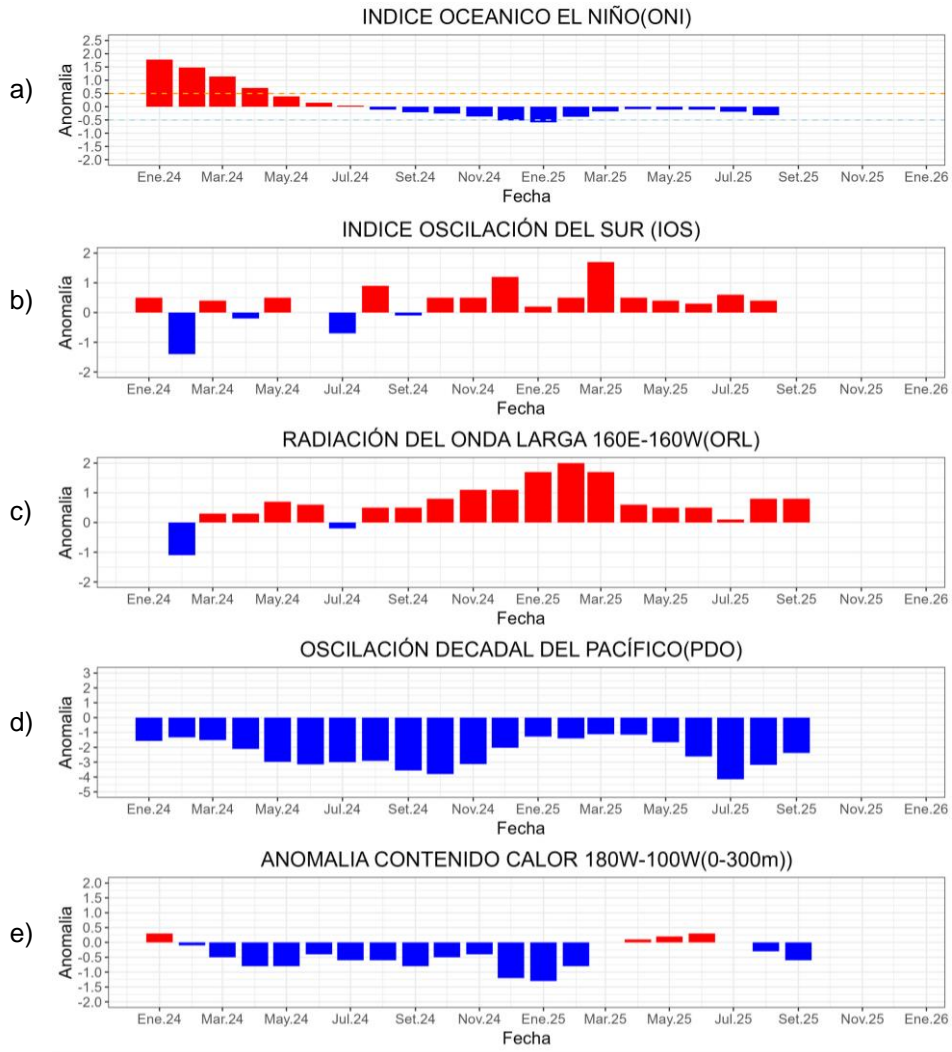 INDICE OCEANICO EL NIÑO(ONI)
a)
Anomalia
2.5
2.0
1.5
1.0
0.5
0.0
-0.5
-1.0
-1.5
-2.0
Ene.24 Mar.24 May.24 Jul.24 Set.24 Nov.24 Ene.25 Mar.25 May.25 Jul.25 Set.25 Nov.25 Ene.26
Fecha
INDICE OSCILACIÓN DEL SUR (IOS)
b)
Anomalía
2
1
0
-1
-2
Ene.24 Mar.24 May.24 Jul.24 Set.24 Nov.24 Ene.25 Mar.25 May.25 Jul.25 Set.25 Nov.25 Ene.26
Fecha
RADIACIÓN DEL ONDA LARGA 160E-160W(ORL)
c)
Anomalia
2
1
0
-1
-2
Ene.24 Mar.24 May.24 Jul.24 Set.24 Nov.24 Ene.25 Mar.25 May.25 Jul.25 Set.25 Nov.25 Ene.26
Fecha
OSCILACIÓN DECADAL DEL PACÍFICO(PDO)
d)
Anomalia
3
2
1
0
-1
-2
-3
-4
-5
Ene.24 Mar.24 May.24 Jul.24 Set.24 Nov.24 Ene.25 Mar.25 May.25 Jul.25 Set.25 Nov.25 Ene.26
Fecha
ANOMALIA CONTENIDO CALOR 180W-100W(0-300m))
e)
Anomalia
2.0
1.5
1.0
0.5
0.0
-0.5
-1.0
-1.5
-2.0
Ene.24 Mar.24 May.24 Jul.24 Set.24 Nov.24 Ene.25 Mar.25 May.25 Jul.25 Set.25 Nov.25 Ene.26
Fecha